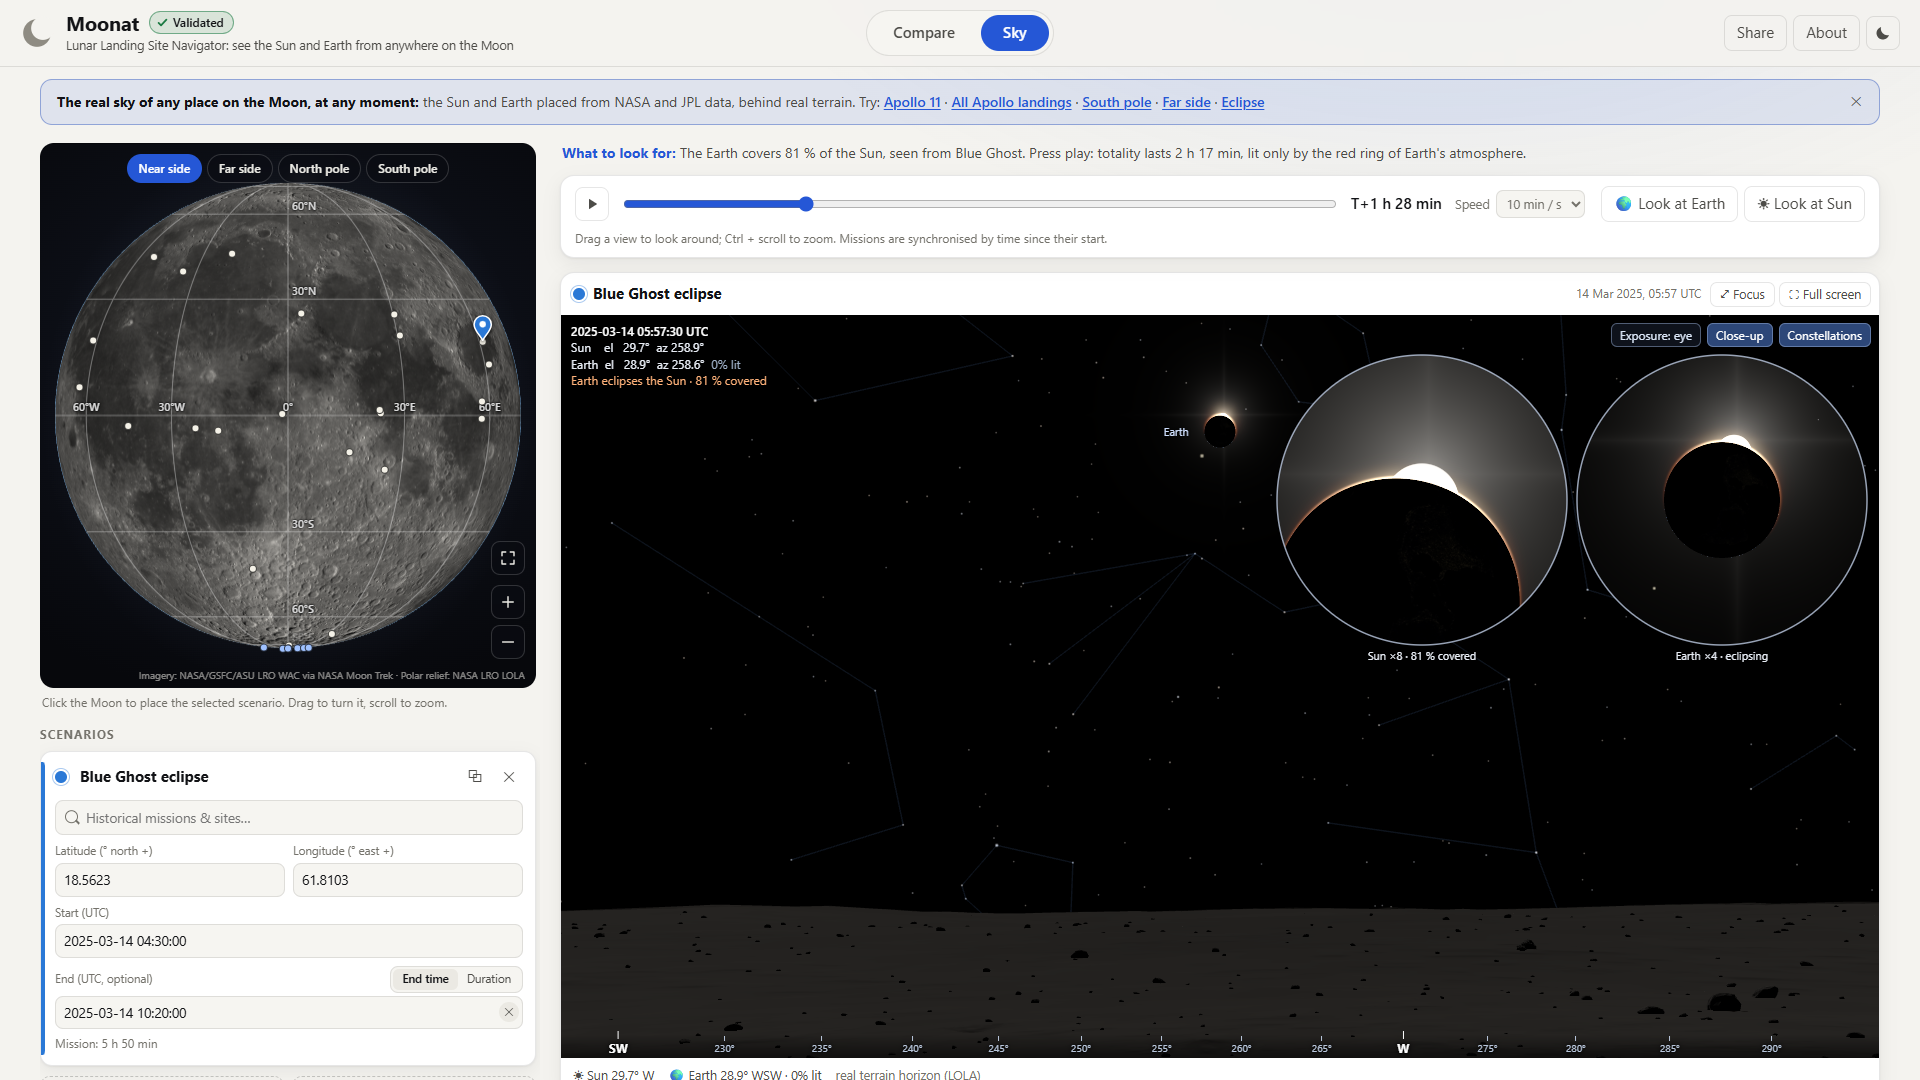 Moonat
Validated
Lunar Landing Site Navigator: see the Sun and Earth from anywhere on the Moon
Compare
Sky
Share
About
The real sky of any place on the Moon, at any moment: the Sun and Earth placed from NASA and JPL data, behind real terrain. Try: Apollo 11 · All Apollo landings · South pole · Far side · Eclipse
Near side
Far side
North pole
South pole
60°N
30°N
60°W
30°W
0°
30°E
60°E
30°S
60°S
Imagery: NASA/GSFC/ASU LRO WAC via NASA Moon Trek · Polar relief: NASA LRO LOLA
Click the Moon to place the selected scenario. Drag to turn it, scroll to zoom.
SCENARIOS
Blue Ghost eclipse
Historical missions & sites...
Latitude (° north +)
Longitude (° east +)
18.5623
61.8103
Start (UTC)
2025-03-14 04:30:00
End (UTC, optional)
End time
Duration
2025-03-14 10:20:00
Mission: 5 h 50 min
What to look for: The Earth covers 81 % of the Sun, seen from Blue Ghost. Press play: totality lasts 2 h 17 min, lit only by the red ring of Earth's atmosphere.
T+1 h 28 min
Speed
10 min / s
Look at Earth
Look at Sun
Drag a view to look around; Ctrl + scroll to zoom. Missions are synchronised by time since their start.
Blue Ghost eclipse
14 Mar 2025, 05:57 UTC
Focus
Full screen
2025-03-14 05:57:30 UTC
Sun el 29.7° az 258.9°
Earth el 28.9° az 258.6° 0% lit
Earth eclipses the Sun · 81 % covered
Exposure: eye
Close-up
Constellations
Earth
Sun ×8 · 81 % covered
Earth ×4 · eclipsing
SW
230°
235°
240°
245°
250°
255°
260°
265°
W
275°
280°
285°
290°
Sun 29.7° W
Earth 28.9° WSW · 0% lit
real terrain horizon (LOLA)